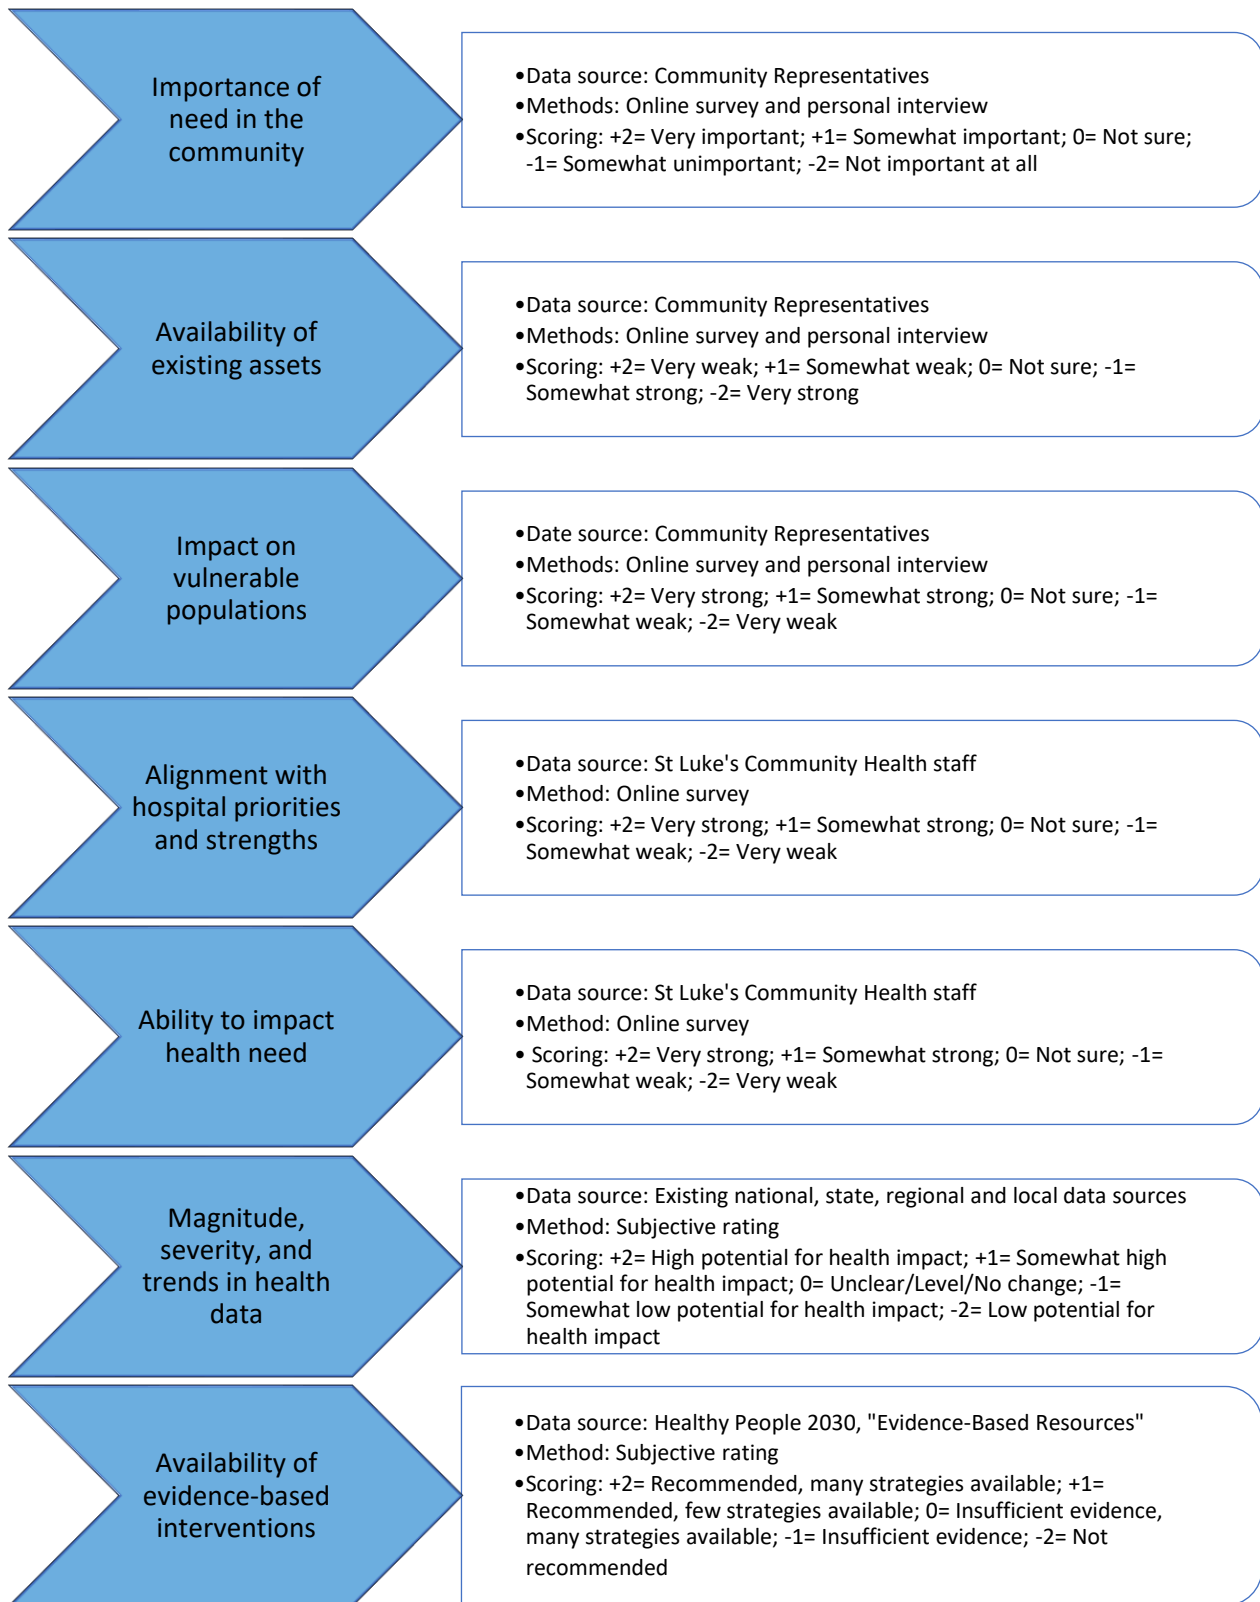 Importance of
need in the
community
•Data source: Community Representatives
•Methods: Online survey and personal interview
•Scoring: +2= Very important; +1= Somewhat important; 0= Not sure;
-1= Somewhat unimportant; -2= Not important at all
Availability of
existing assets
•Data source: Community Representatives
•Methods: Online survey and personal interview
•Scoring: +2= Very weak; +1= Somewhat weak; 0= Not sure; -1=
Somewhat strong; -2= Very strong
Impact on
vulnerable
populations
•Date source: Community Representatives
•Methods: Online survey and personal interview
•Scoring: +2= Very strong; +1= Somewhat strong; 0= Not sure; -1=
Somewhat weak; -2= Very weak
Alignment with
hospital priorities
and strengths
•Data source: St Luke's Community Health staff
•Method: Online survey
•Scoring: +2= Very strong; +1= Somewhat strong; 0= Not sure; -1=
Somewhat weak; -2= Very weak
Ability to impact
health need
•Data source: St Luke's Community Health staff
•Method: Online survey
• Scoring: +2= Very strong; +1= Somewhat strong; 0= Not sure; -1=
Somewhat weak; -2= Very weak
Magnitude,
severity, and
trends in health
data
•Data source: Existing national, state, regional and local data sources
•Method: Subjective rating
•Scoring: +2= High potential for health impact; +1= Somewhat high
potential for health impact; 0= Unclear/Level/No change; -1=
Somewhat low potential for health impact; -2= Low potential for
health impact
Availability of
evidence-based
interventions
•Data source: Healthy People 2030, "Evidence-Based Resources"
•Method: Subjective rating
•Scoring: +2= Recommended, many strategies available; +1=
Recommended, few strategies available; 0= Insufficient evidence,
many strategies available; -1= Insufficient evidence; -2= Not
recommended